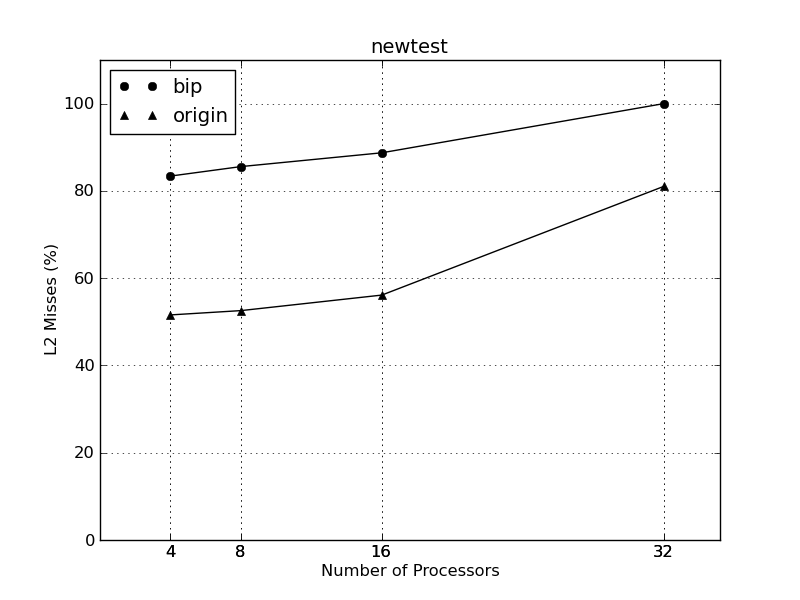 newtest
bip
origin
100
80
60
40
20
0
L2 Misses (%)
4 8 16 32
Number of Processors